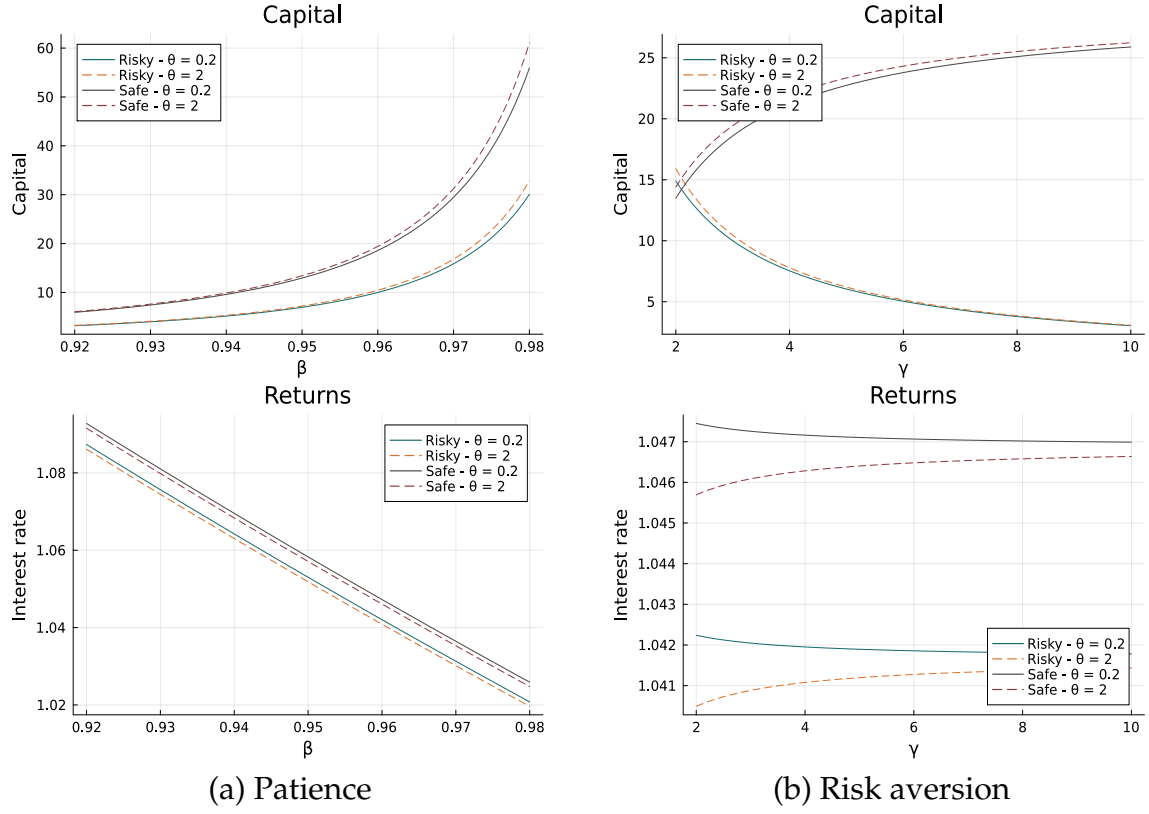 Capital
Capital
60
50
40
30
20
10
Risky - θ = 0.2
Risky - θ = 2
Safe - θ = 0.2
Safe - θ = 2
0.92 0.93 0.94 0.95 0.96 0.97 0.98
β
Capital
Capital
25
20
15
10
5
Risky - θ = 0.2
Risky - θ = 2
Safe - θ = 0.2
Safe - θ = 2
2 4 6 8 10
γ
Returns
Interest rate
1.08
1.06
1.04
1.02
Risky - θ = 0.2
Risky - θ = 2
Safe - θ = 0.2
Safe - θ = 2
0.92 0.93 0.94 0.95 0.96 0.97 0.98
β
Returns
Interest rate
1.047
1.046
1.045
1.044
1.043
1.042
1.041
Risky - θ = 0.2
Risky - θ = 2
Safe - θ = 0.2
Safe - θ = 2
2 4 6 8 10
γ
(a) Patience
(b) Risk aversion